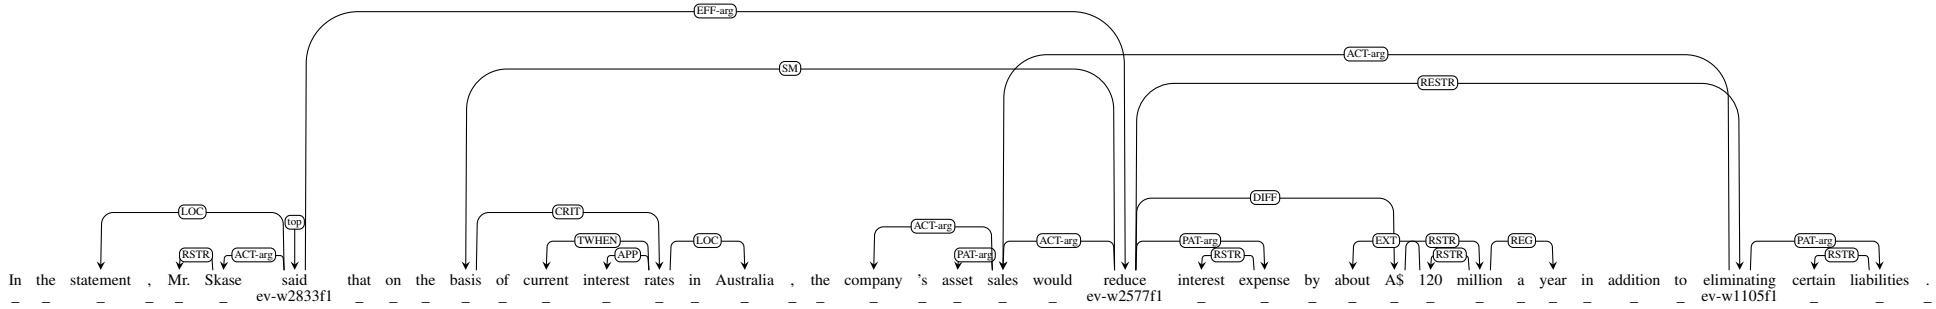 EFF-arg
ACT-arg
SM
RESTR
DIFF
LOC CRIT
top
ACT-arg
TWHEN LOC ACT-arg PAT-arg EXT RSTR REG PAT-arg
RSTR ACT-arg APP PAT-arg RSTR RSTR RSTR
In the statement , Mr. Skase said that on the basis of current interest rates in Australia , the company 's asset sales would reduce interest expense by about A$ 120 million a year in addition to eliminating certain liabilities .
_ _ _ _ _ _ ev-w2833f1 _ _ _ _ _ _ _ _ _ _ _ _ _ _ _ _ _ ev-w2577f1 _ _ _ _ _ _ _ _ _ _ _ _ ev-w1105f1 _ _ _